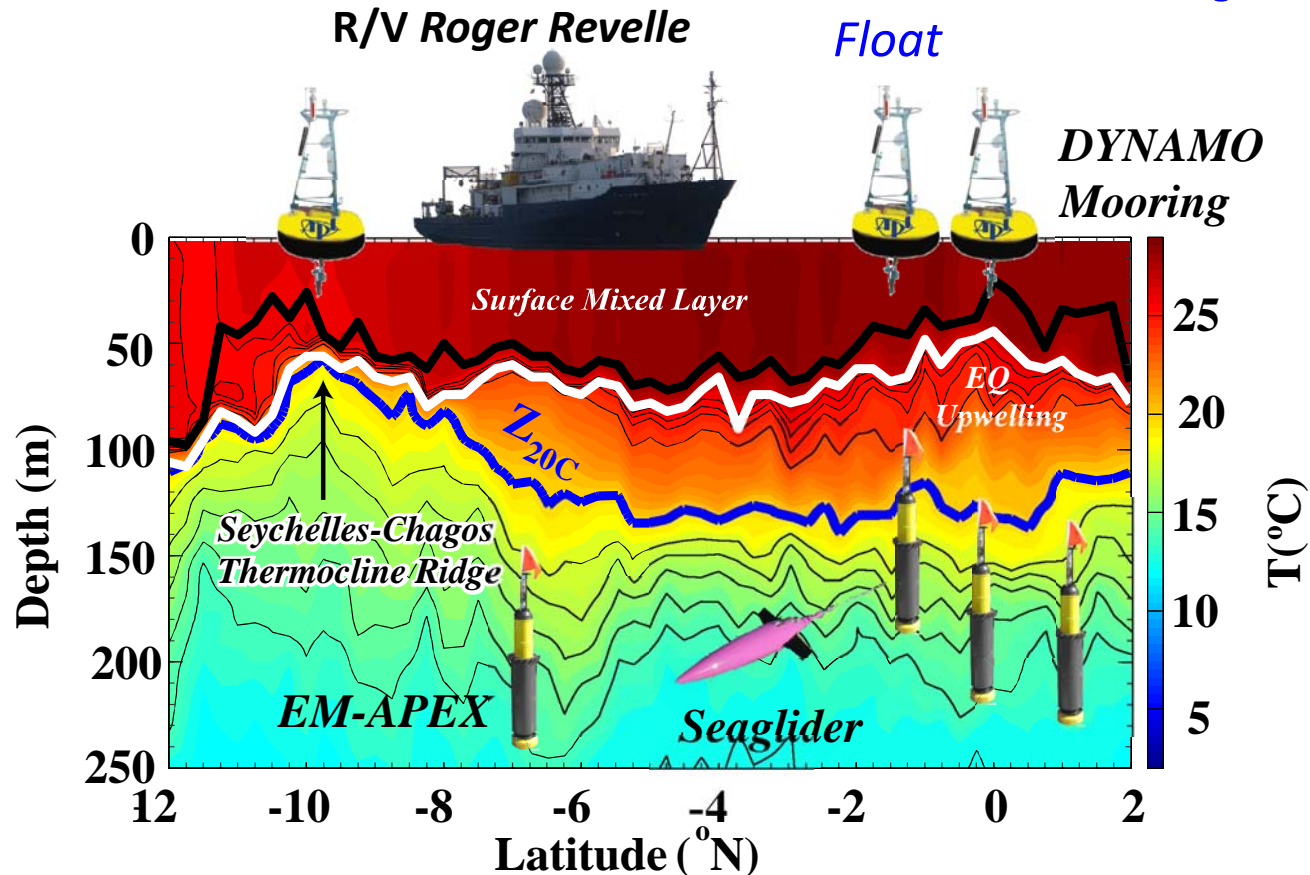 R/V Roger Revelle
Float
g
DYNAMO
Mooring
Surface Mixed Layer
EQ
Upwelling
Z20C
Seychelles-Chagos
Thermocline Ridge
EM-APEX
Seaglider
0
50
100
150
200
250
Depth (m)
-12
-10
-8
-6
-4
-2
0
2
Latitude (°N)
25
20
15
10
5
T(°C)